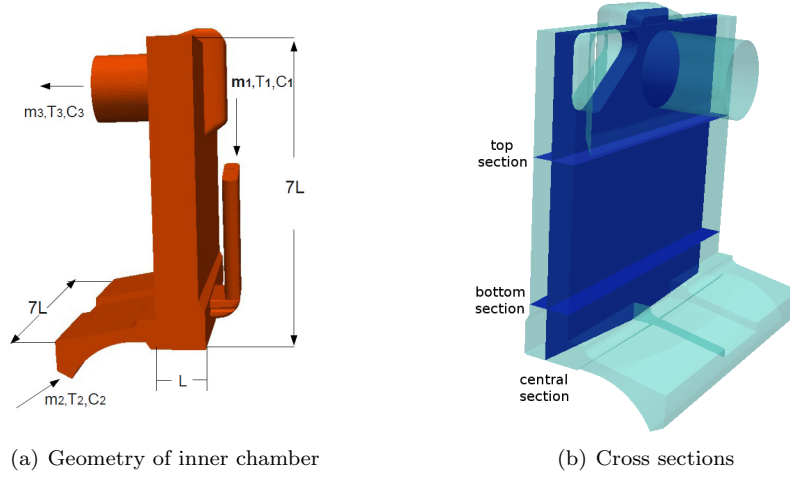 m1,T1,C1
m3,T3,C3
7L
7L
L
m2,T2,C2
top
section
bottom
section
central
section
(a) Geometry of inner chamber
(b) Cross sections